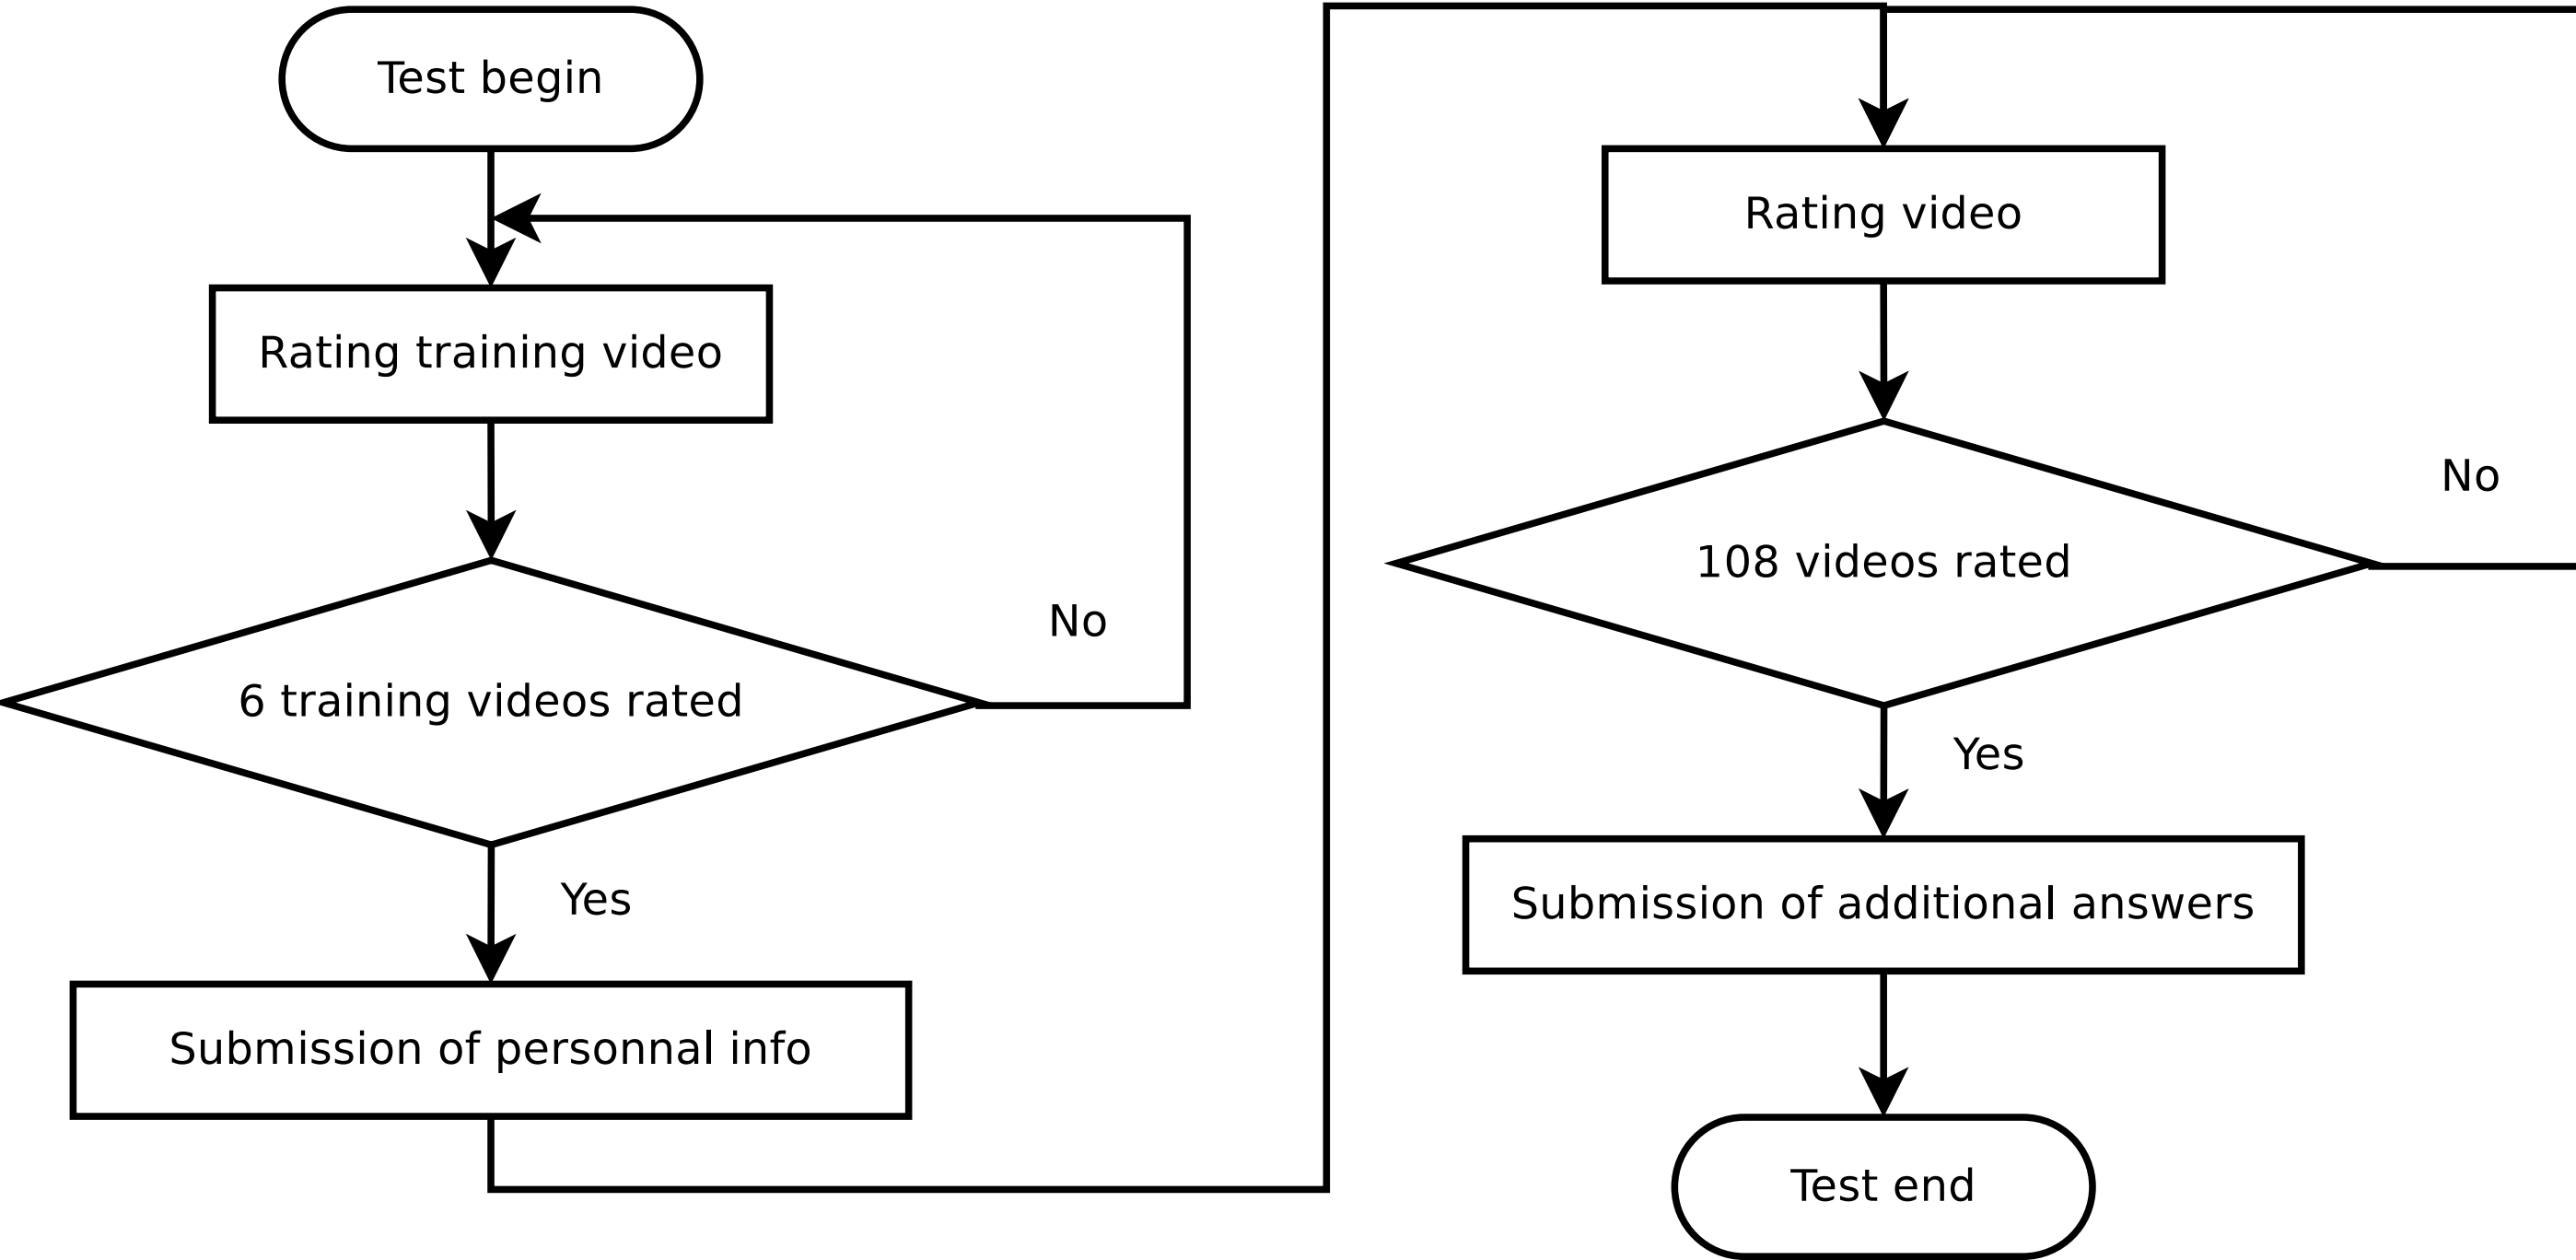 Test begin
Rating training video
6 training videos rated
No
Yes
Submission of personnal info
Rating video
108 videos rated
No
Yes
Submission of additional answers
Test end